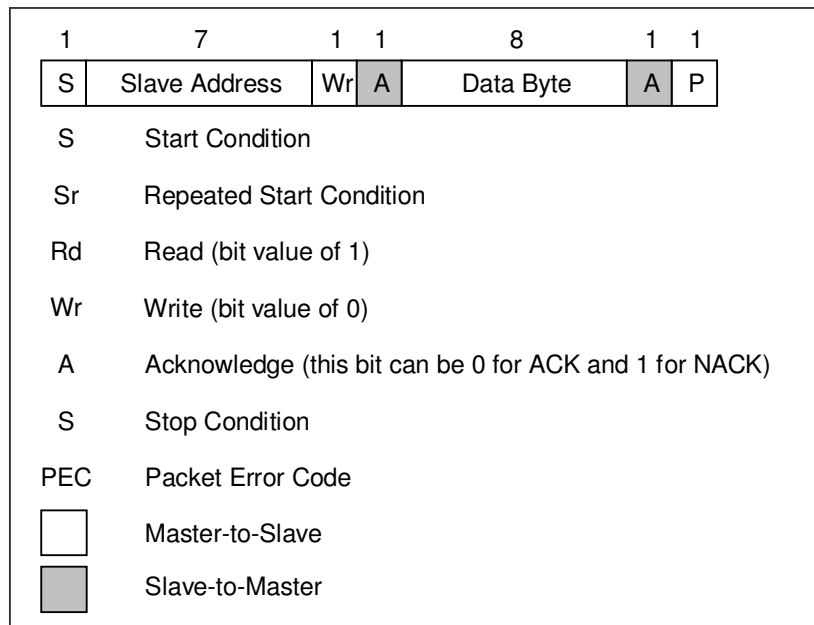 1 7 1 1 8 1 1
S Slave Address Wr A Data Byte A P
S Start Condition
Sr Repeated Start Condition
Rd Read (bit value of 1)
Wr Write (bit value of 0)
A Acknowledge (this bit can be 0 for ACK and 1 for NACK)
S Stop Condition
PEC Packet Error Code
Master-to-Slave
Slave-to-Master